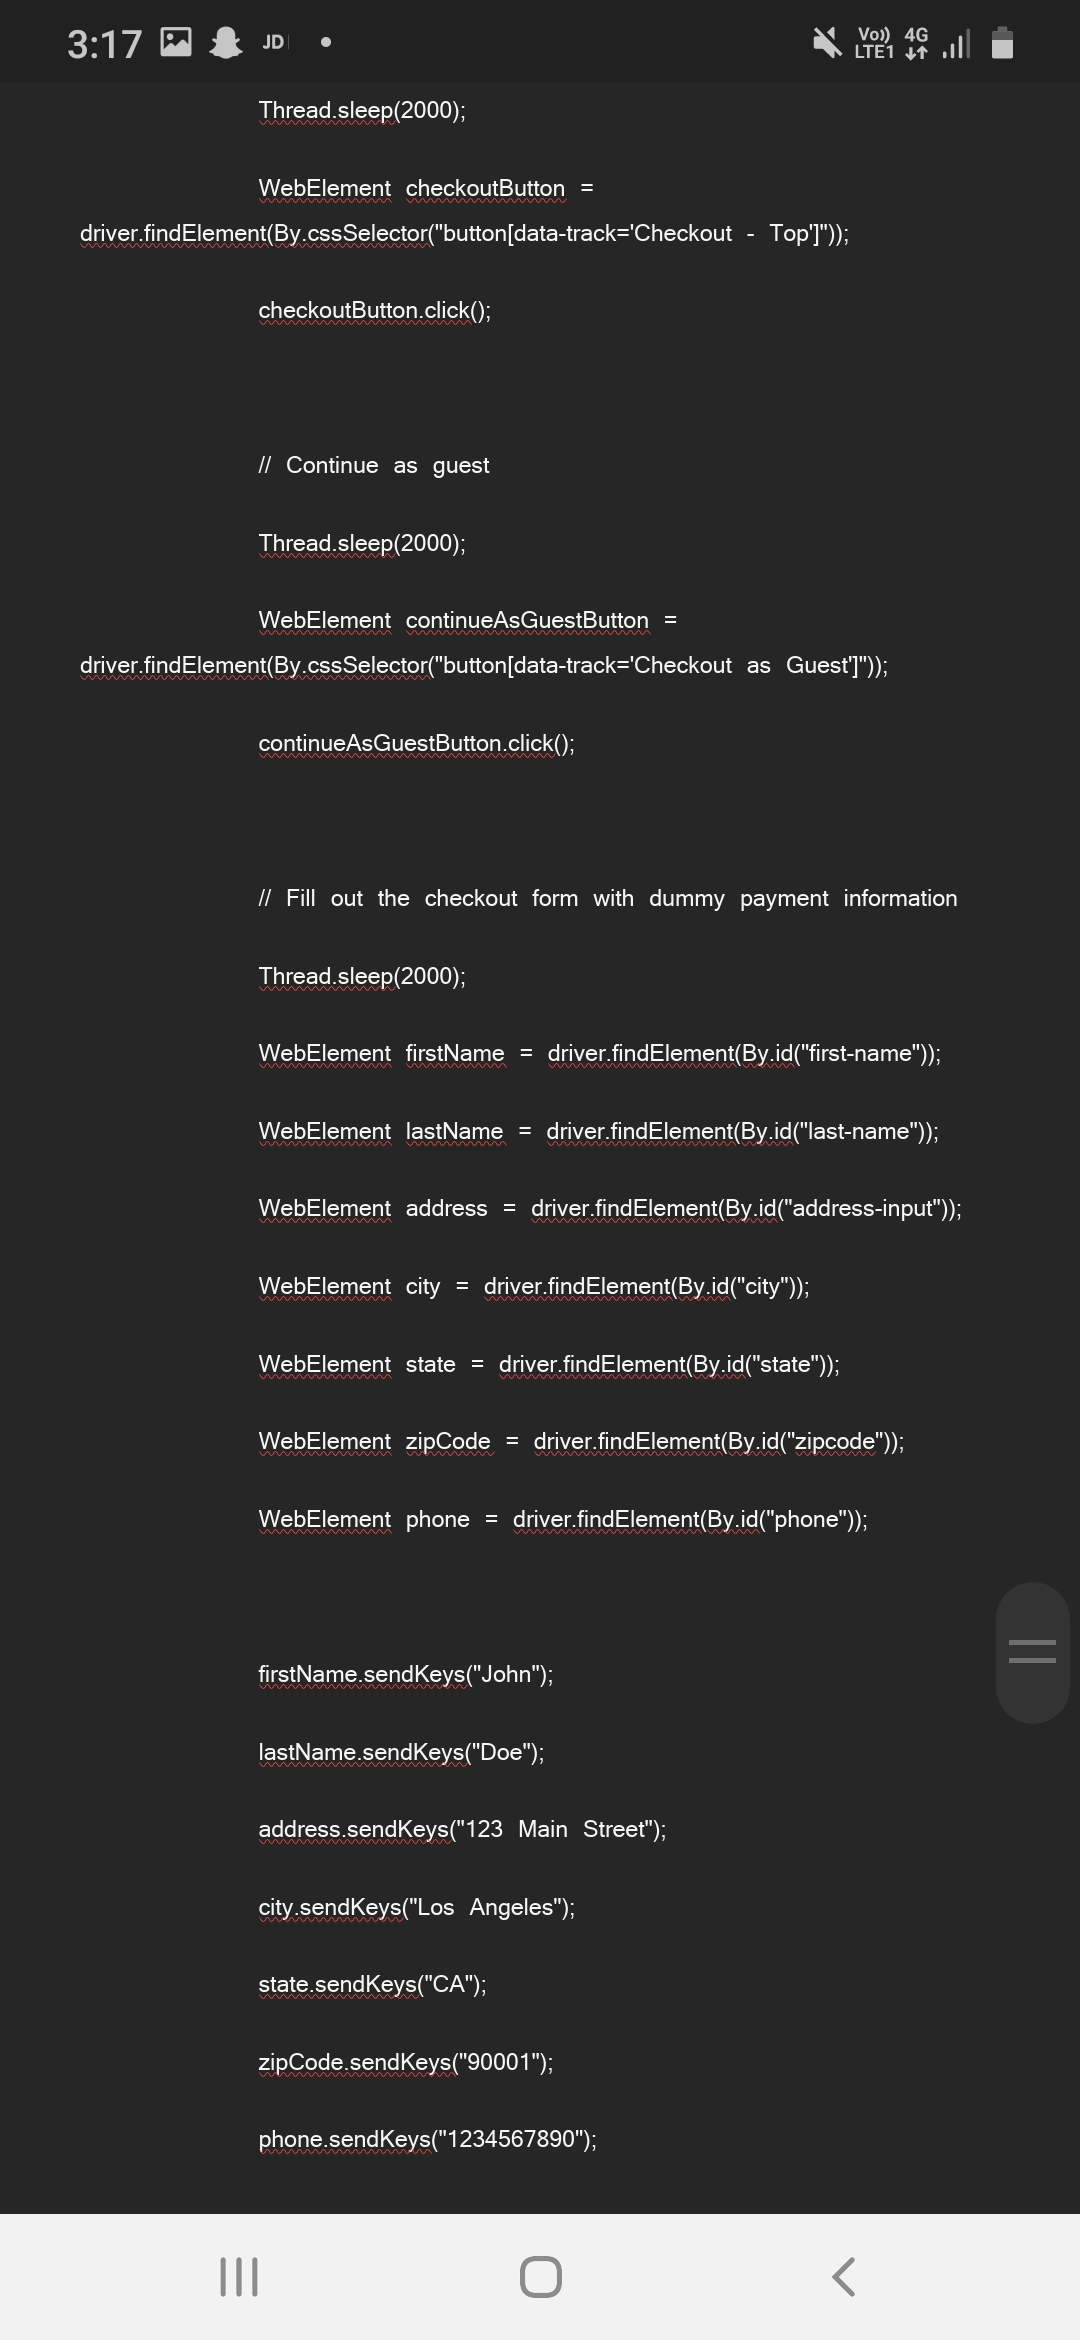 3:17 JD Vo)) LTE1 4G
Thread.sleep(2000);
WebElement checkoutButton =
driver.findElement(By.cssSelector("button[data-track='Checkout - Top']"));
checkoutButton.click();
// Continue as guest
Thread.sleep(2000);
WebElement continueAsGuestButton =
driver.findElement(By.cssSelector("button[data-track='Checkout as Guest']"));
continueAsGuestButton.click();
// Fill out the checkout form with dummy payment information
Thread.sleep(2000);
WebElement firstName = driver.findElement(By.id("first-name"));
WebElement lastName = driver.findElement(By.id("last-name"));
WebElement address = driver.findElement(By.id("address-input"));
WebElement city = driver.findElement(By.id("city"));
WebElement state = driver.findElement(By.id("state"));
WebElement zipCode = driver.findElement(By.id("zipcode"));
WebElement phone = driver.findElement(By.id("phone"));
firstName.sendKeys("John");
lastName.sendKeys("Doe");
address.sendKeys("123 Main Street");
city.sendKeys("Los Angeles");
state.sendKeys("CA");
zipCode.sendKeys("90001");
phone.sendKeys("1234567890");